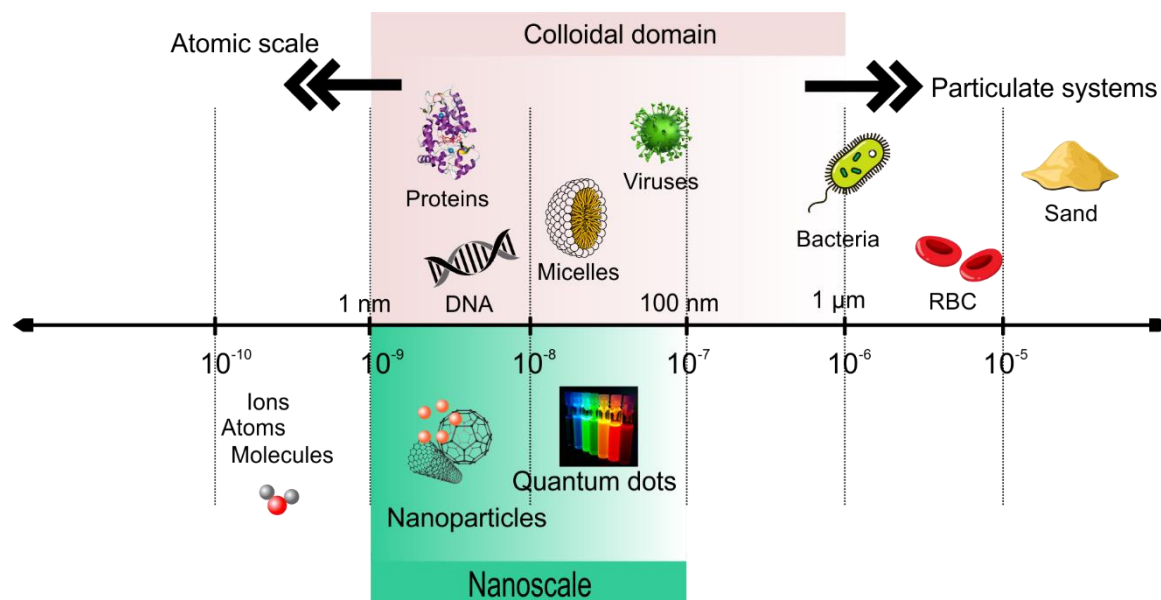 Colloidal domain
Atomic scale
Particulate systems
Proteins
Viruses
Sand
Bacteria
Micelles
DNA
RBC
1 nm
100 nm
1 µm
10⁻¹⁰
10⁻⁹
10⁻⁸
10⁻⁷
10⁻⁶
10⁻⁵
Ions
Atoms
Molecules
Quantum dots
Nanoparticles
Nanoscale